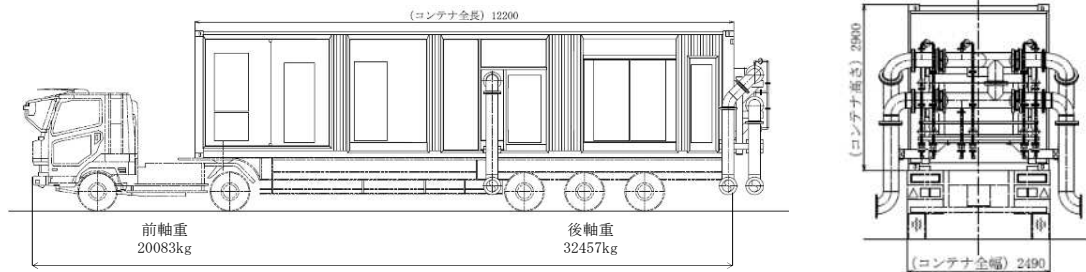 (コンテナ全長) 12200
(コンテナ高さ) 2900
前軸重
20083kg
後軸重
32457kg
(コンテナ全幅) 2490